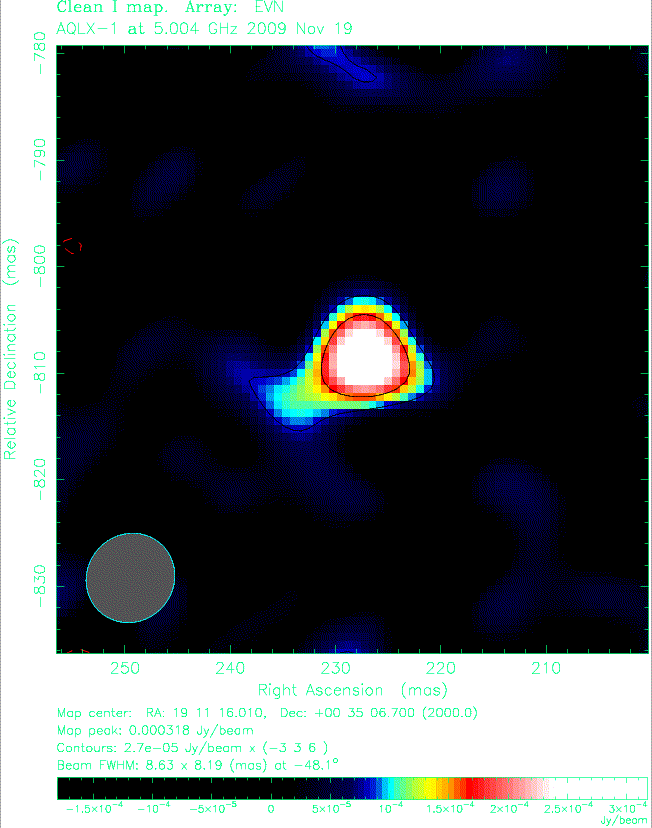 Clean I map. Array: EVN
AQLX-1 at 5.004 GHz 2009 Nov 19
-780
-790
-800
-810
-820
-830
Relative Declination (mas)
250 240 230 220 210
Right Ascension (mas)
Map center: RA: 19 11 16.010, Dec: +00 35 06.700 (2000.0)
Map peak: 0.000318 Jy/beam
Contours: 2.7e-05 Jy/beam x (-3 3 6 )
Beam FWHM: 8.63 x 8.19 (mas) at -48.1°
-1.5×10⁻⁴ -10⁻⁴ -5×10⁻⁵ 0 5×10⁻⁵ 10⁻⁴ 1.5×10⁻⁴ 2×10⁻⁴ 2.5×10⁻⁴ 3×10⁻⁴
Jy/beam